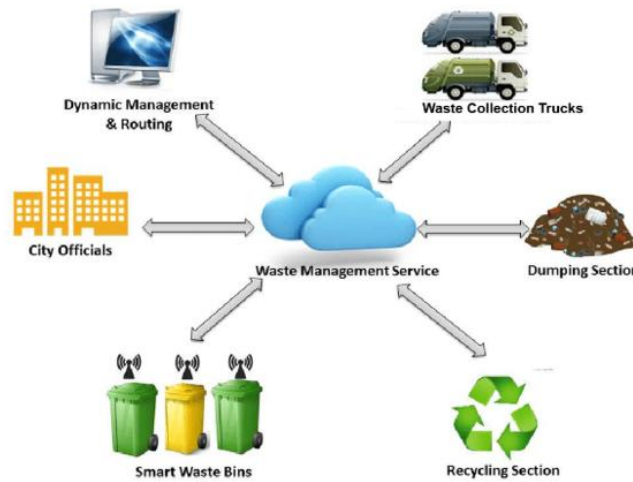 Dynamic Management
& Routing
Waste Collection Trucks
City Officials
Waste Management Service
Dumping Section
Smart Waste Bins
Recycling Section